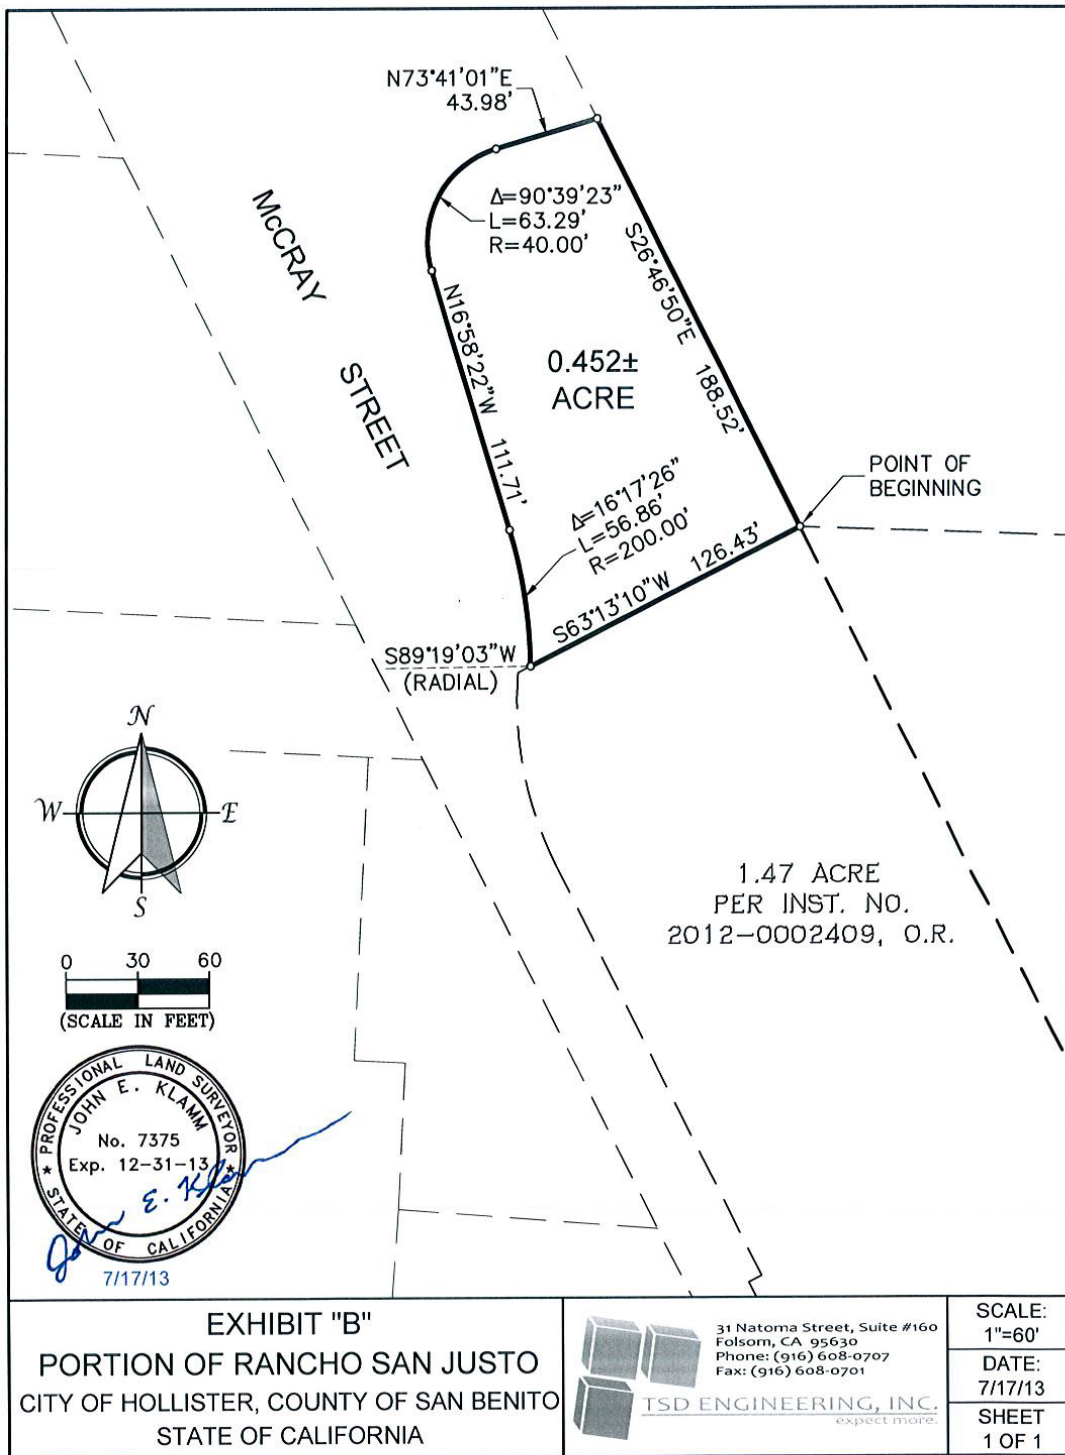 N73°41'01"E
43.98'
Δ=90°39'23"
L=63.29'
R=40.00'
McCRAY
STREET
S26°46'50"E 188.52'
N16°58'22"W 111.71'
0.452±
ACRE
Δ=16°17'26"
L=56.86'
R=200.00'
POINT OF
BEGINNING
S63°13'10"W 126.43'
S89°19'03"W
(RADIAL)
N
W
E
S
1.47 ACRE
PER INST. NO.
2012-0002409, O.R.
0 30 60
(SCALE IN FEET)
PROFESSIONAL LAND SURVEYOR
JOHN E. KLAMM
No. 7375
Exp. 12-31-13
★ STATE OF CALIFORNIA ★
John E. Klamm
7/17/13
EXHIBIT "B"
PORTION OF RANCHO SAN JUSTO
CITY OF HOLLISTER, COUNTY OF SAN BENITO
STATE OF CALIFORNIA
31 Natoma Street, Suite #160
Folsom, CA 95630
Phone: (916) 608-0707
Fax: (916) 608-0701
TSD ENGINEERING, INC.
expect more.
SCALE:
1"=60'
DATE:
7/17/13
SHEET
1 OF 1